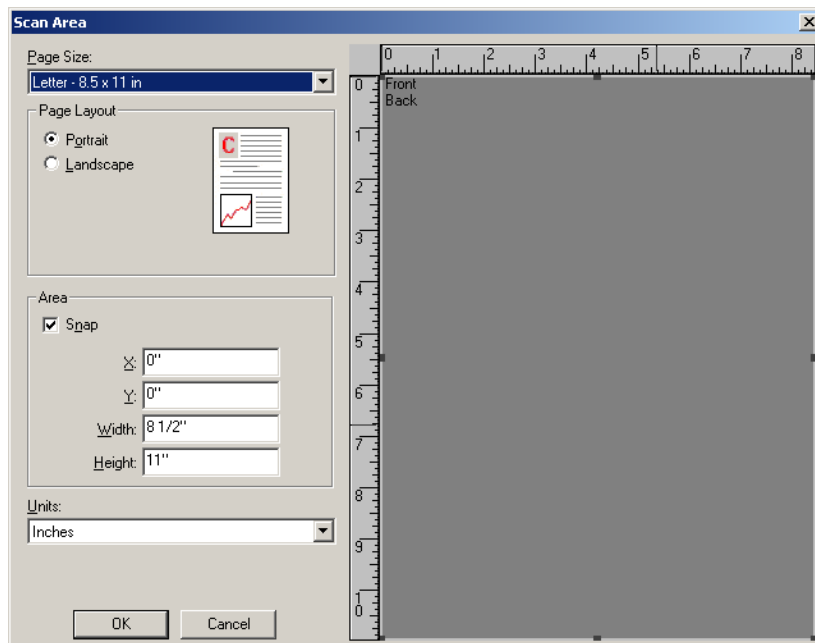 Scan Area
Page Size:
Letter - 8.5 x 11 in
Page Layout
Portrait
Landscape
C
Area
Snap
X: 0"
Y: 0"
Width: 8 1/2"
Height: 11"
Units:
Inches
OK Cancel
0 1 2 3 4 5 6 7 8
0
1
2
3
4
5
6
7
8
9
10
Front
Back